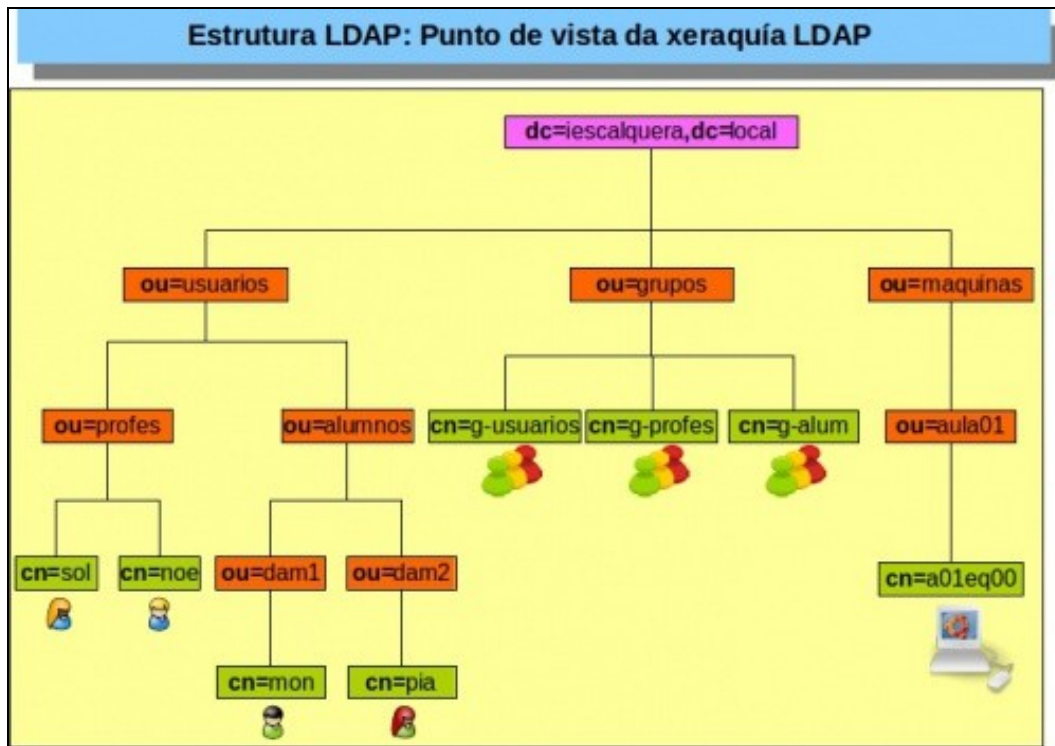 Estrutura LDAP: Punto de vista da xeraquía LDAP
dc=iescalquera,dc=local
ou=usuarios
ou=grupos
ou=maquinas
ou=profes
ou=alumnos
cn=g-usuarios
cn=g-profes
cn=g-alum
ou=aula01
cn=sol
cn=noe
ou=dam1
ou=dam2
cn=a01eq00
cn=mon
cn=pia